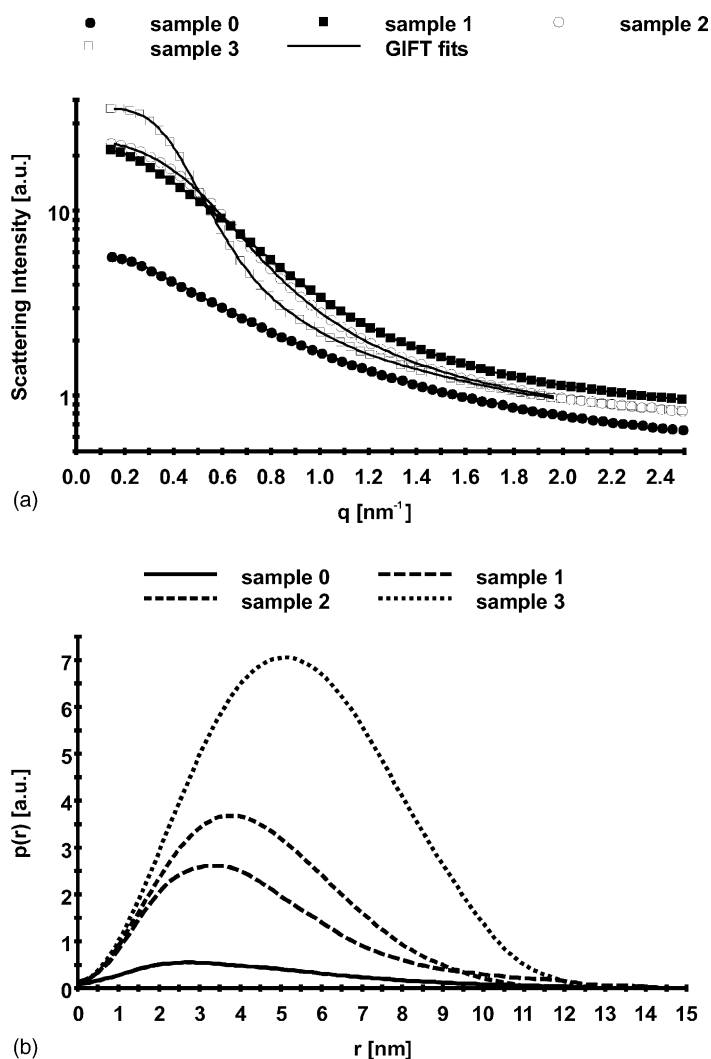 sample 0 sample 1 sample 2
sample 3 GIFT fits
Scattering Intensity [a.u.]
10
1
0.0 0.2 0.4 0.6 0.8 1.0 1.2 1.4 1.6 1.8 2.0 2.2 2.4
(a)
q [nm⁻¹]
sample 0 sample 1
sample 2 sample 3
p(r) [a.u.]
7
6
5
4
3
2
1
0
0 1 2 3 4 5 6 7 8 9 10 11 12 13 14 15
(b)
r [nm]